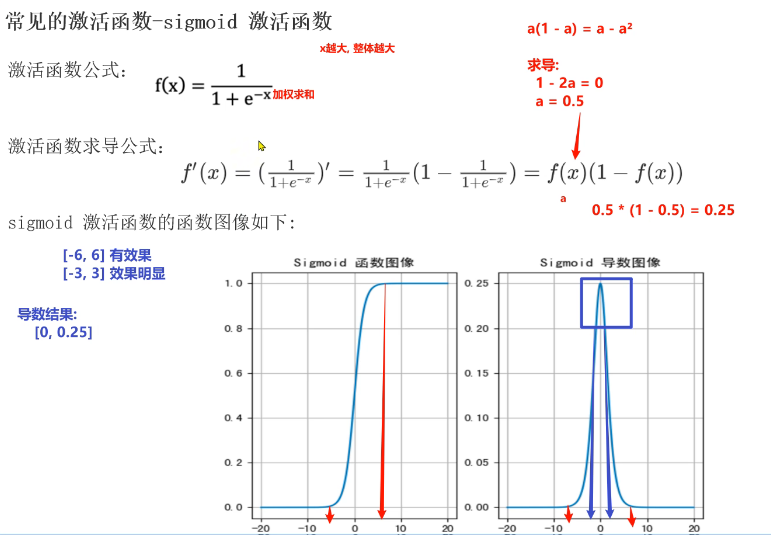 常见的激活函数-sigmoid 激活函数
a(1 - a) = a - a²
x越大, 整体越大
激活函数公式:
f(x) = 1 / (1 + e^(-x))
加权求和
求导:
1 - 2a = 0
a = 0.5
激活函数求导公式:
f′(x) = (1/(1+e^(-x)))′ = 1/(1+e^(-x)) (1 − 1/(1+e^(-x))) = f(x)(1 − f(x))
a
0.5 * (1 - 0.5) = 0.25
sigmoid 激活函数的函数图像如下:
[-6, 6] 有效果
[-3, 3] 效果明显
导数结果:
[0, 0.25]
Sigmoid 函数图像
1.0
0.8
0.6
0.4
0.2
0.0
-20 -10 0 10 20
Sigmoid 导数图像
0.25
0.20
0.15
0.10
0.05
0.00
-20 -10 0 10 20